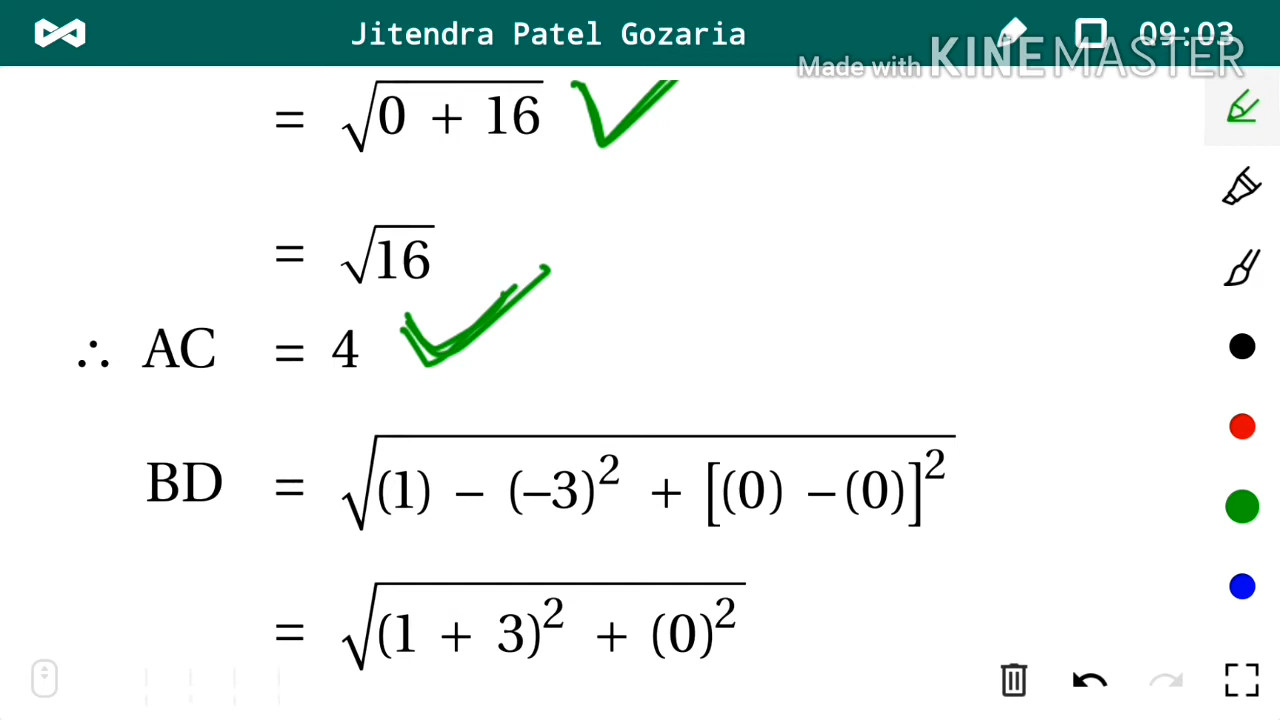 Jitendra Patel Gozaria
09:03
Made with KINEMASTER
= √(0 + 16)
= √16
∴ AC = 4
BD = √((1) – (–3)² + [(0) – (0)]²)
= √((1 + 3)² + (0)²)